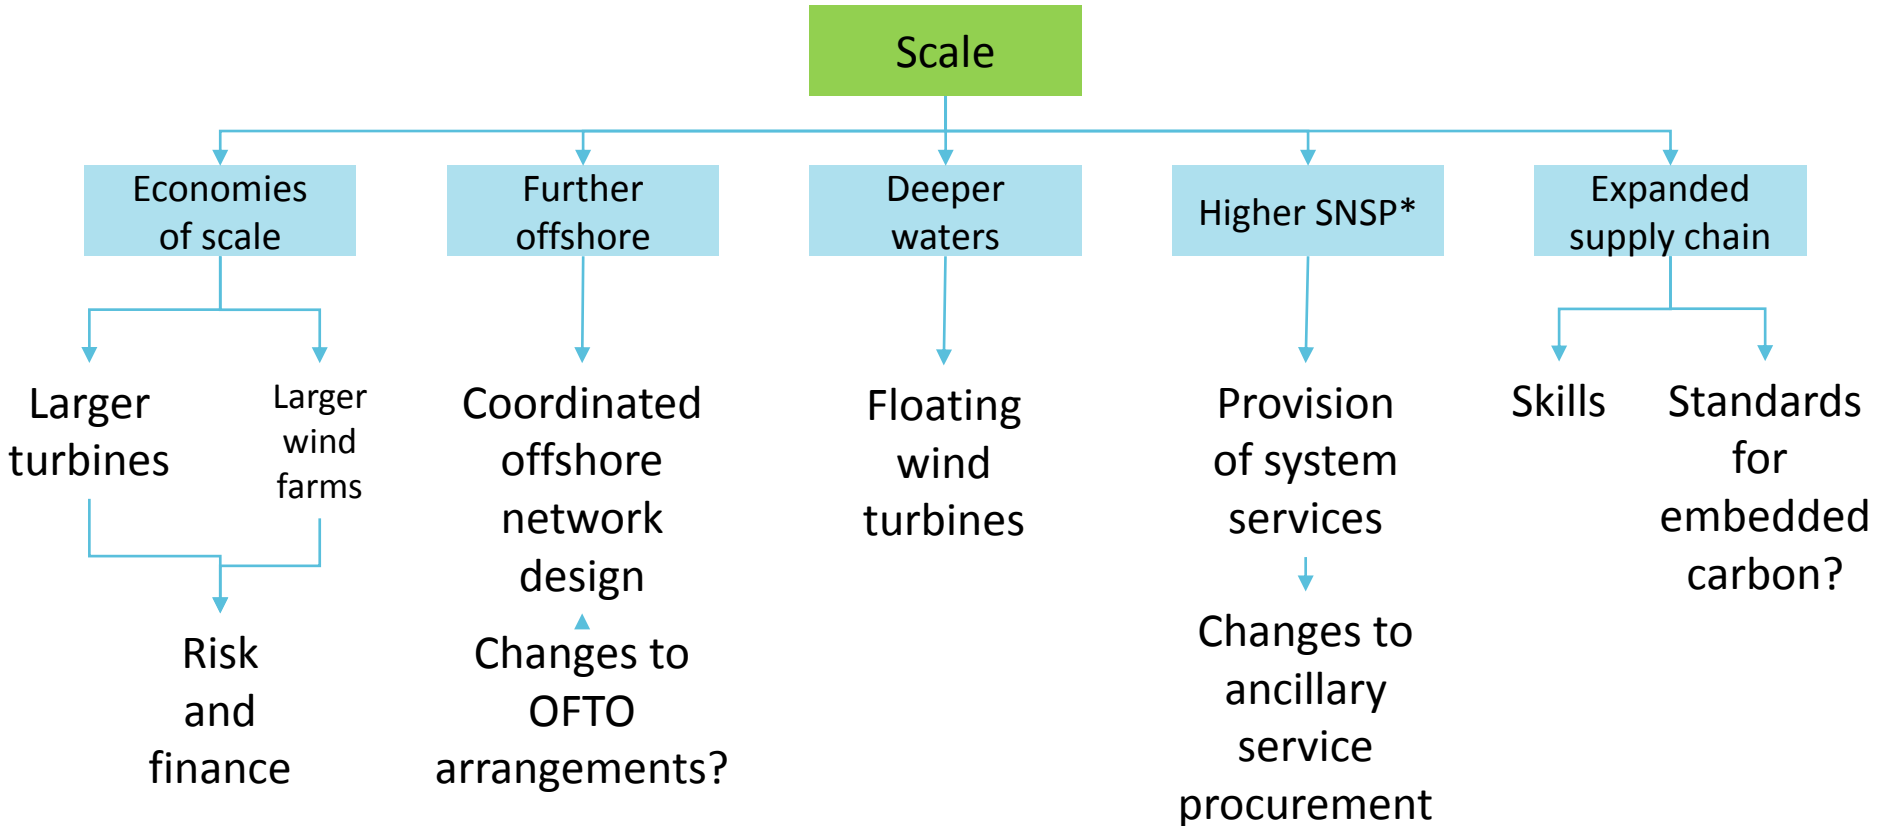 Scale
Economies
of scale
Further
offshore
Deeper
waters
Higher SNSP*
Expanded
supply chain
Larger
turbines
Larger
wind
farms
Coordinated
offshore
network
design
Floating
wind
turbines
Provision
of system
services
Skills
Standards
for
embedded
carbon?
Risk
and
finance
Changes to
OFTO
arrangements?
Changes to
ancillary
service
procurement